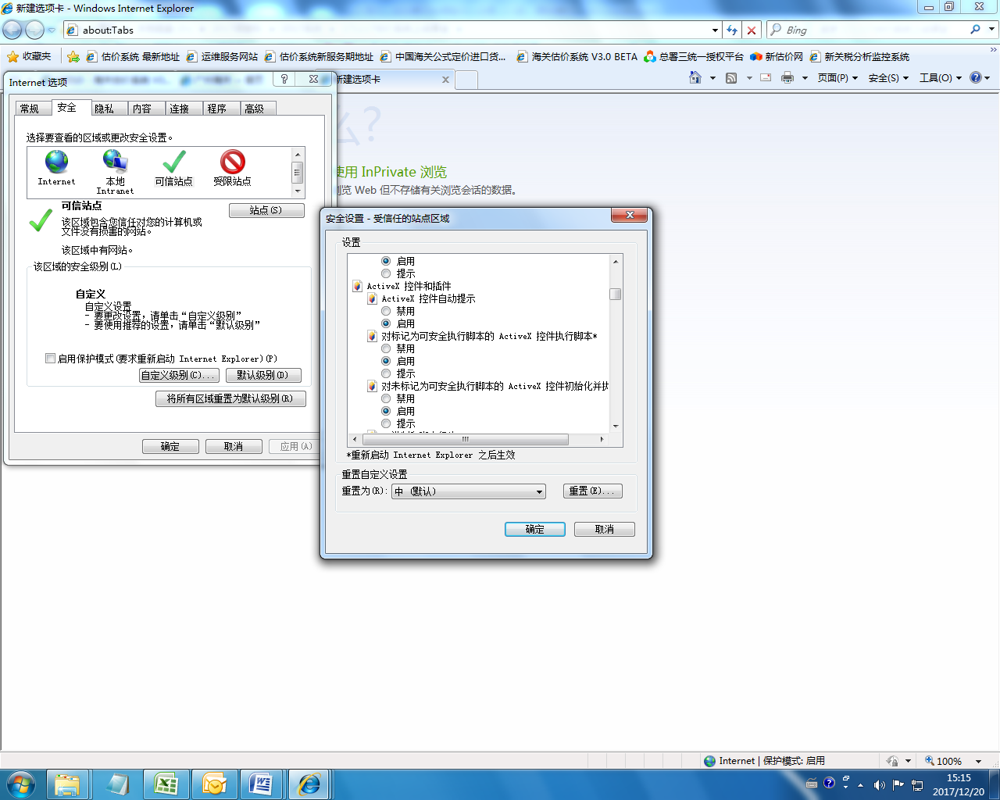 新建选项卡 - Windows Internet Explorer
about:Tabs
Bing
收藏夹
估价系统 最新地址
运维服务网站
估价系统新服务期地址
中国海关公式定价进口货...
海关估价系统 V3.0 BETA
总署三统一授权平台
新估价网
新关税分析监控系统
Internet 选项
新建选项卡
页面(P)
安全(S)
工具(O)
常规
安全
隐私
内容
连接
程序
高级
选择要查看的区域或更改安全设置。
Internet
本地
Intranet
可信站点
受限站点
可信站点
站点(S)
该区域包含您信任对您的计算机或
文件没有损害的网站。
该区域中有网站。
该区域的安全级别(L)
自定义
自定义设置
- 要更改设置，请单击“自定义级别”
- 要使用推荐的设置，请单击“默认级别”
启用保护模式(要求重新启动 Internet Explorer)(P)
自定义级别(C)...
默认级别(D)
将所有区域重置为默认级别(R)
确定
取消
应用(A)
使用 InPrivate 浏览
浏览 Web 但不存储有关浏览会话的数据。
安全设置 - 受信任的站点区域
设置
启用
提示
ActiveX 控件和插件
ActiveX 控件自动提示
禁用
启用
对标记为可安全执行脚本的 ActiveX 控件执行脚本*
禁用
启用
提示
对未标记为可安全执行脚本的 ActiveX 控件初始化并执
禁用
启用
提示
*重新启动 Internet Explorer 之后生效
重置自定义设置
重置为(R):
中 (默认)
重置(E)...
确定
取消
Internet | 保护模式: 启用
100%
15:15
2017/12/20